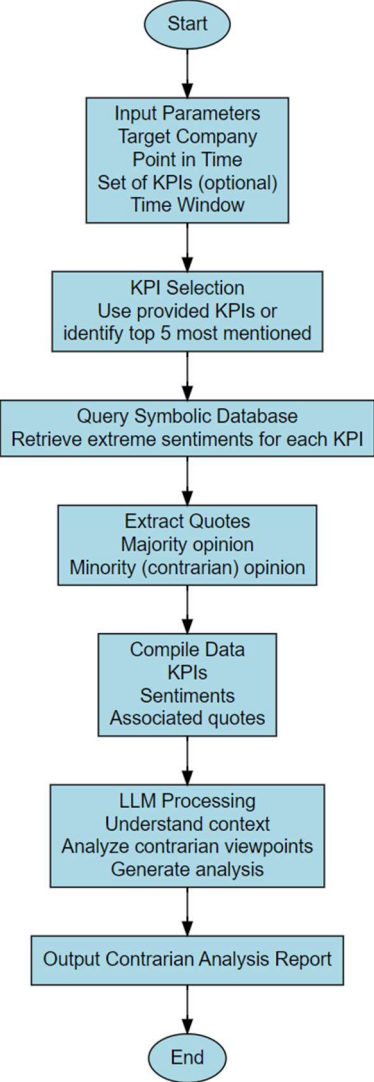 Start
Input Parameters
Target Company
Point in Time
Set of KPIs (optional)
Time Window
KPI Selection
Use provided KPIs or
identify top 5 most mentioned
Query Symbolic Database
Retrieve extreme sentiments for each KPI
Extract Quotes
Majority opinion
Minority (contrarian) opinion
Compile Data
KPIs
Sentiments
Associated quotes
LLM Processing
Understand context
Analyze contrarian viewpoints
Generate analysis
Output Contrarian Analysis Report
End